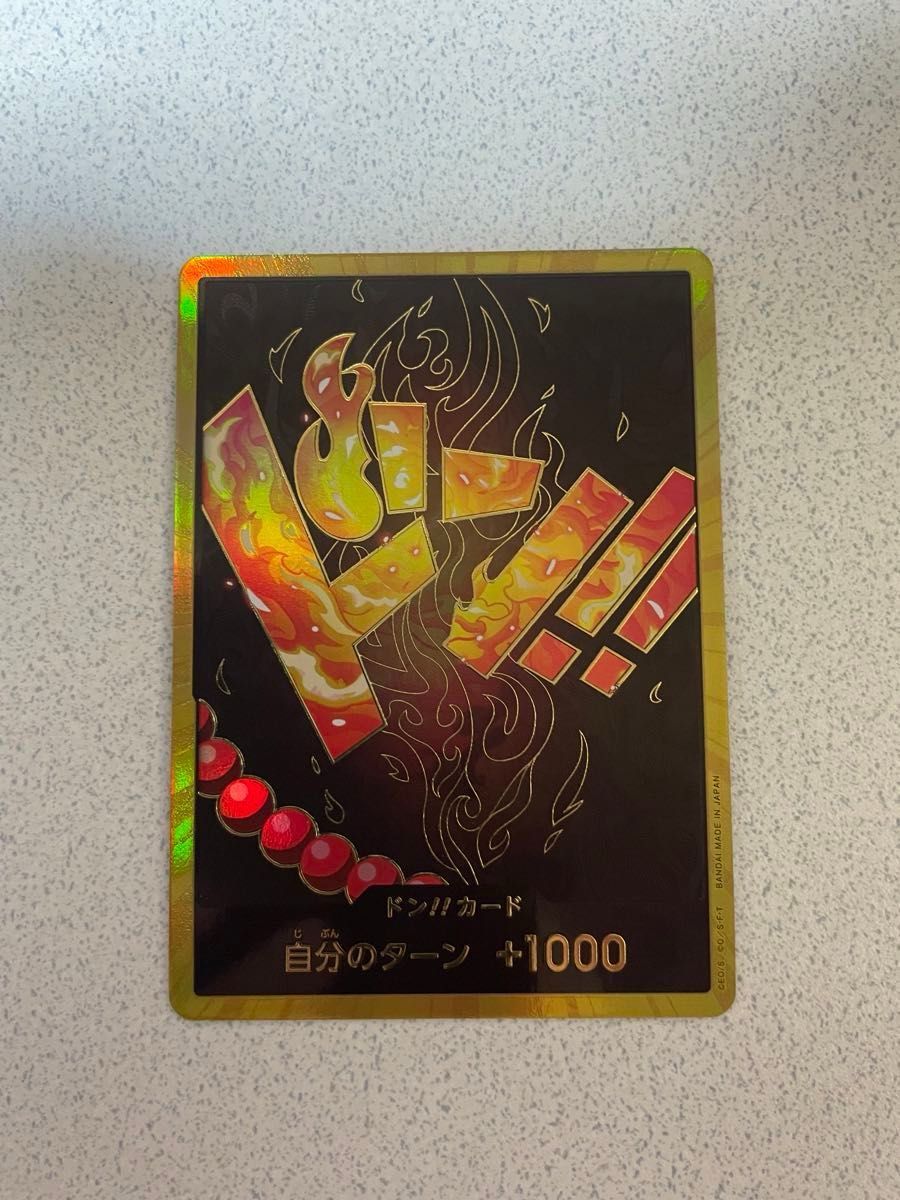 ドン!!
ドン!!カード
じ ぶん
自分のターン +1000
©EO/S., ©O/S・F・T BANDAI MADE IN JAPAN